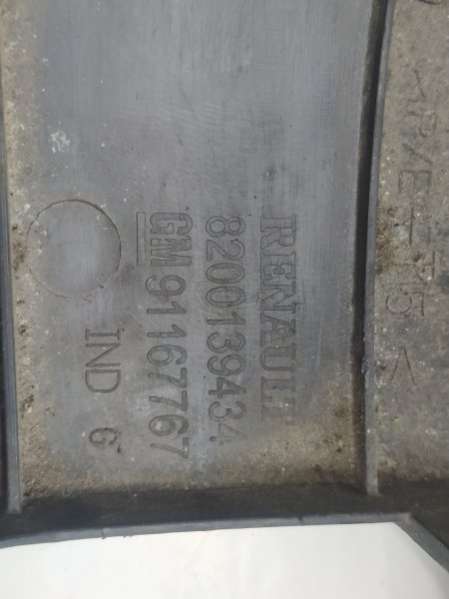 RENAULT
8200139434
GM 91167767
IND G